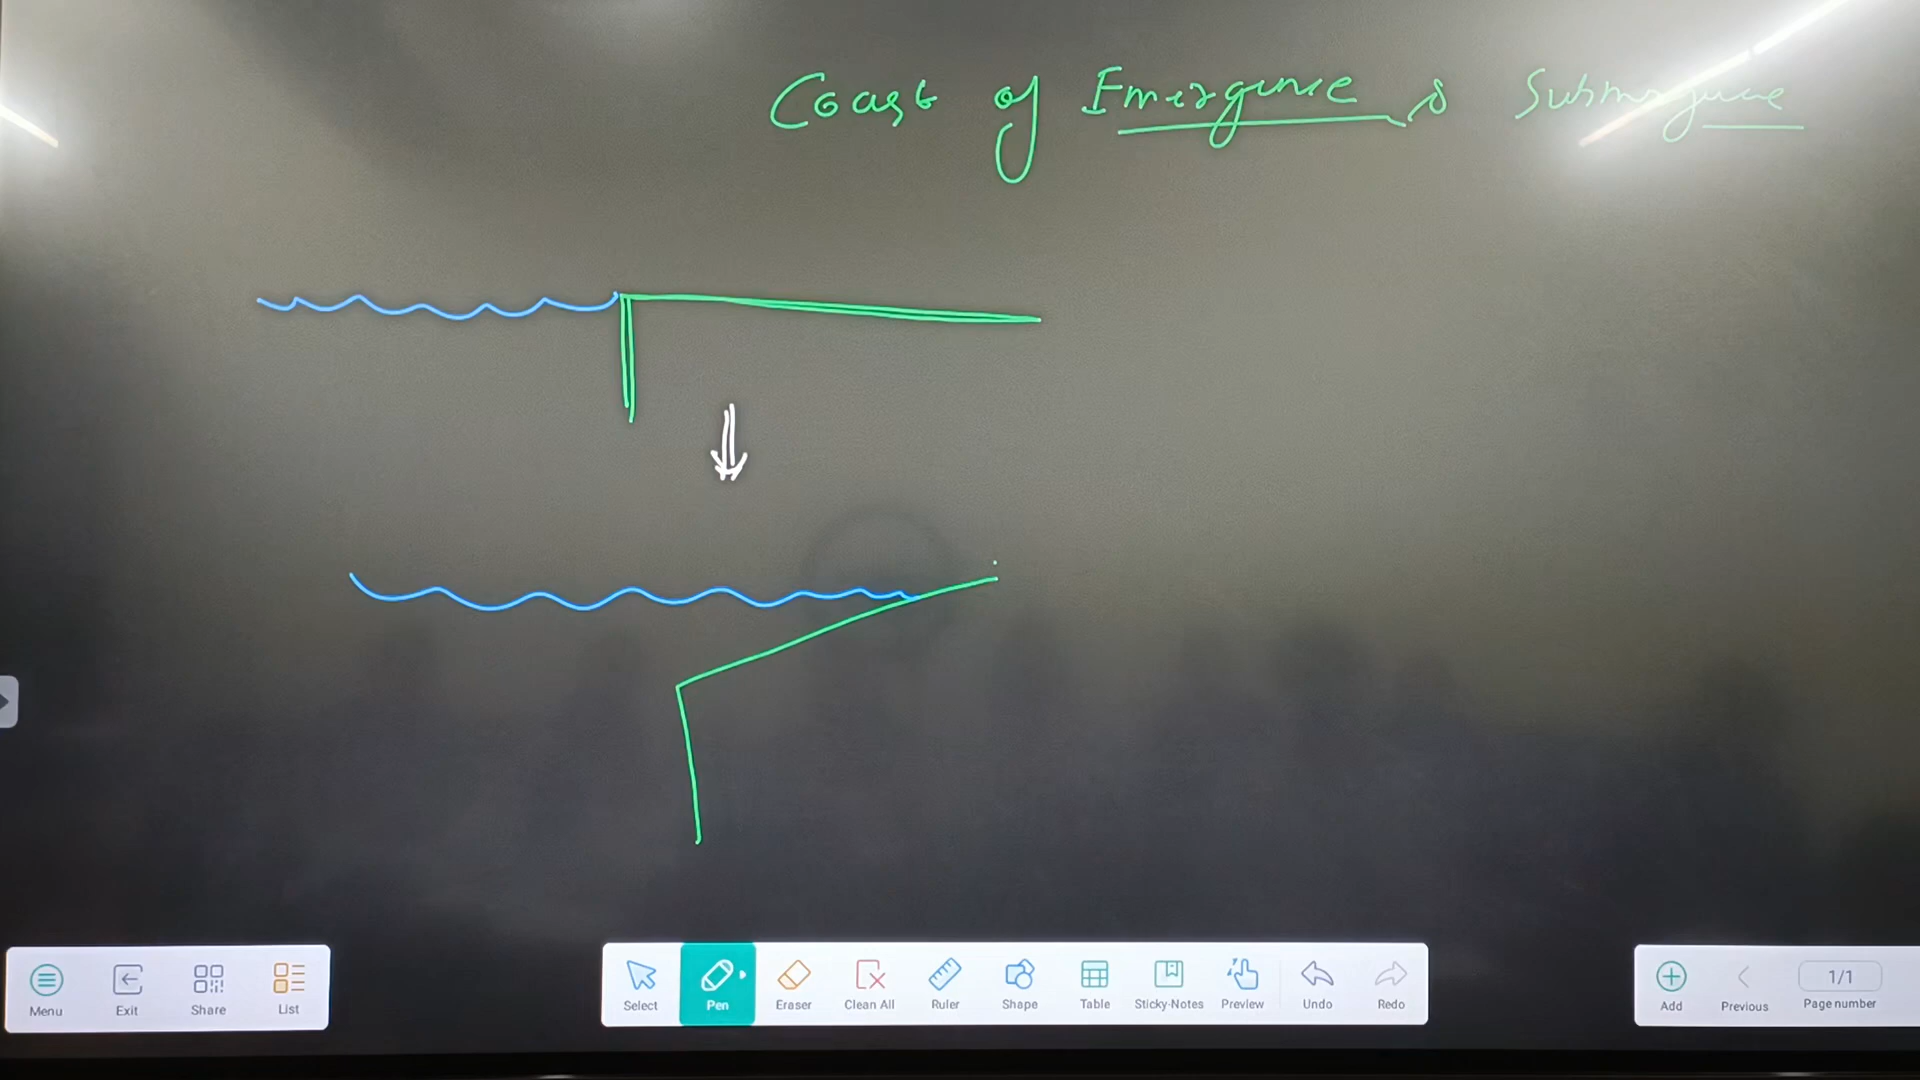 Coast of Emergence & Submergence
Menu Exit Share List
Select Pen Eraser Clean All Ruler Shape Table Sticky-Notes Preview Undo Redo
Add Previous 1/1 Page number